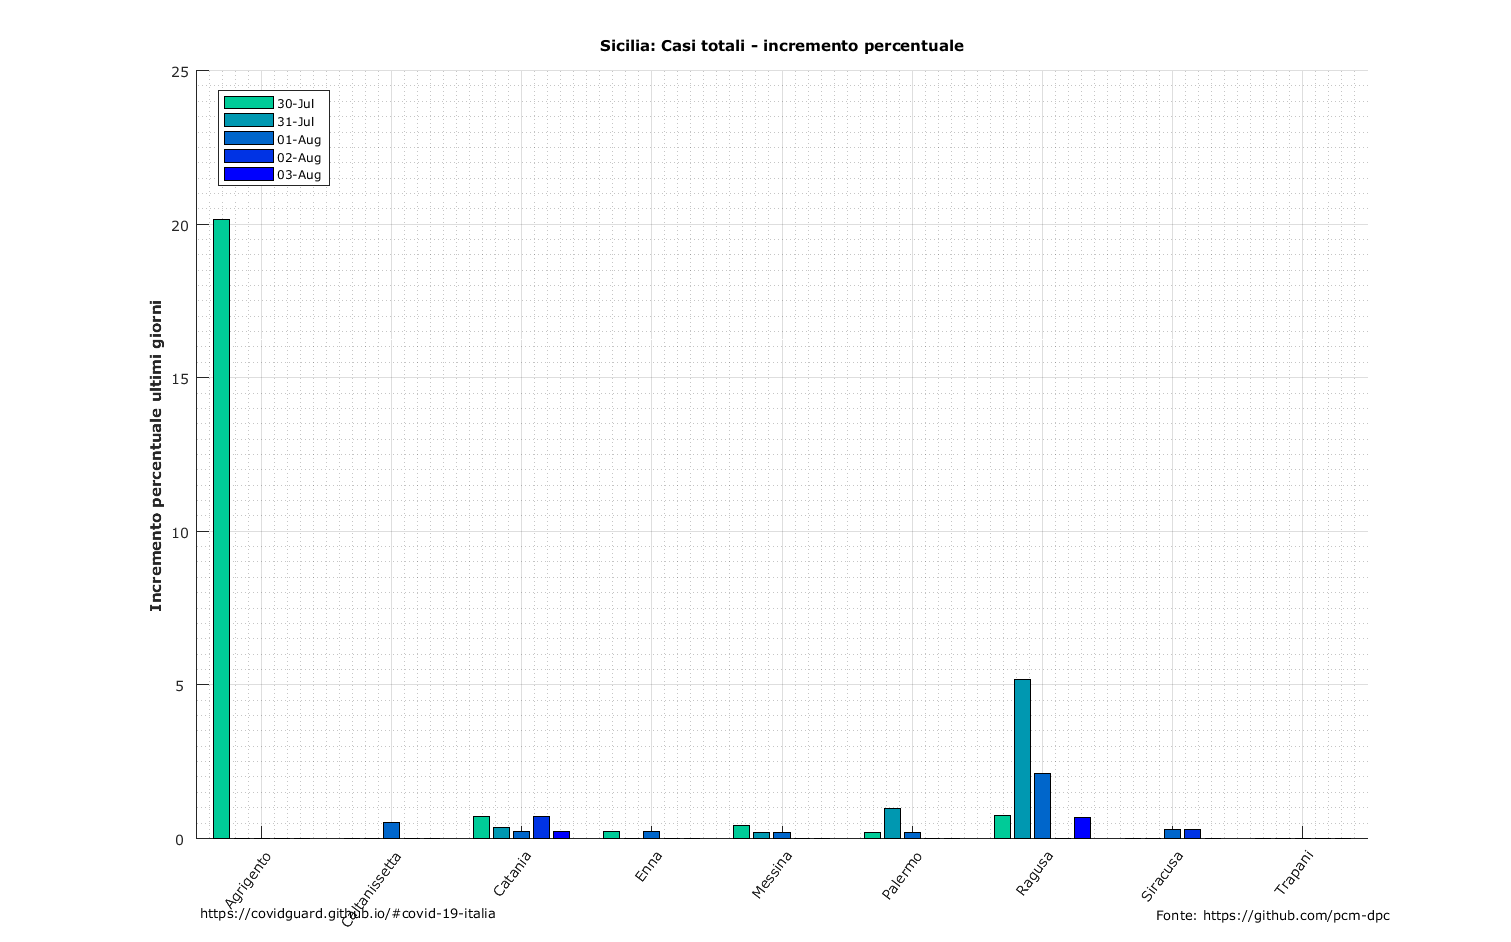 Sicilia: Casi totali - incremento percentuale
25
20
15
10
5
0
30-Jul
31-Jul
01-Aug
02-Aug
03-Aug
Incremento percentuale ultimi giorni
Agrigento
Caltanissetta
Catania
Enna
Messina
Palermo
Ragusa
Siracusa
Trapani
https://covidguard.github.io/#covid-19-italia
Fonte: https://github.com/pcm-dpc